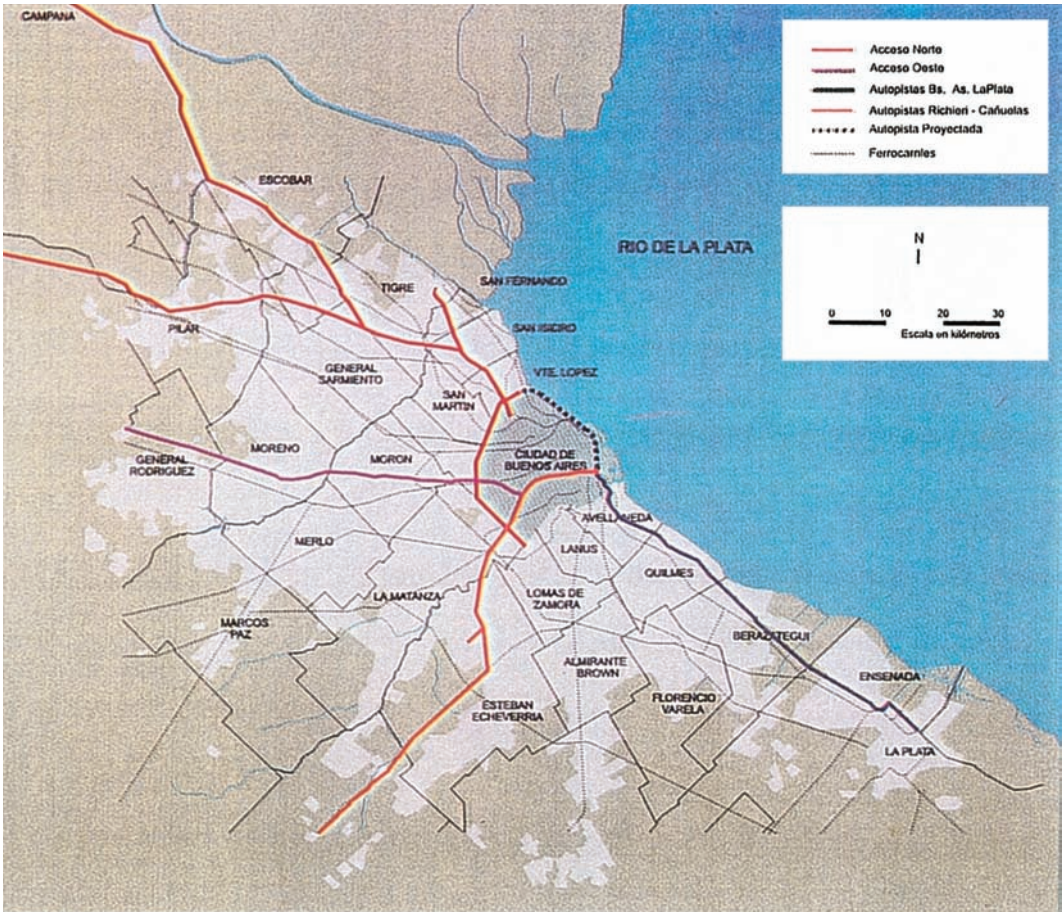 CAMPANA
Acceso Norte
Acceso Oeste
Autopistas Bs. As. LaPlata
Autopistas Richieri - Cañuelas
Autopista Proyectada
Ferrocarriles
ESCOBAR
N
RIO DE LA PLATA
TIGRE
SAN FERNANDO
0 10 20 30
Escala en kilómetros
PILAR
SAN ISIDRO
GENERAL
SARMIENTO
VTE. LOPEZ
SAN
MARTIN
MORENO
MORON
CIUDAD DE
BUENOS AIRES
GENERAL
RODRIGUEZ
AVELLANEDA
MERLO
LANUS
QUILMES
LA MATANZA
LOMAS DE
ZAMORA
MARCOS
PAZ
BERAZATEGUI
ALMIRANTE
BROWN
ENSENADA
FLORENCIO
VARELA
ESTEBAN
ECHEVERRIA
LA PLATA